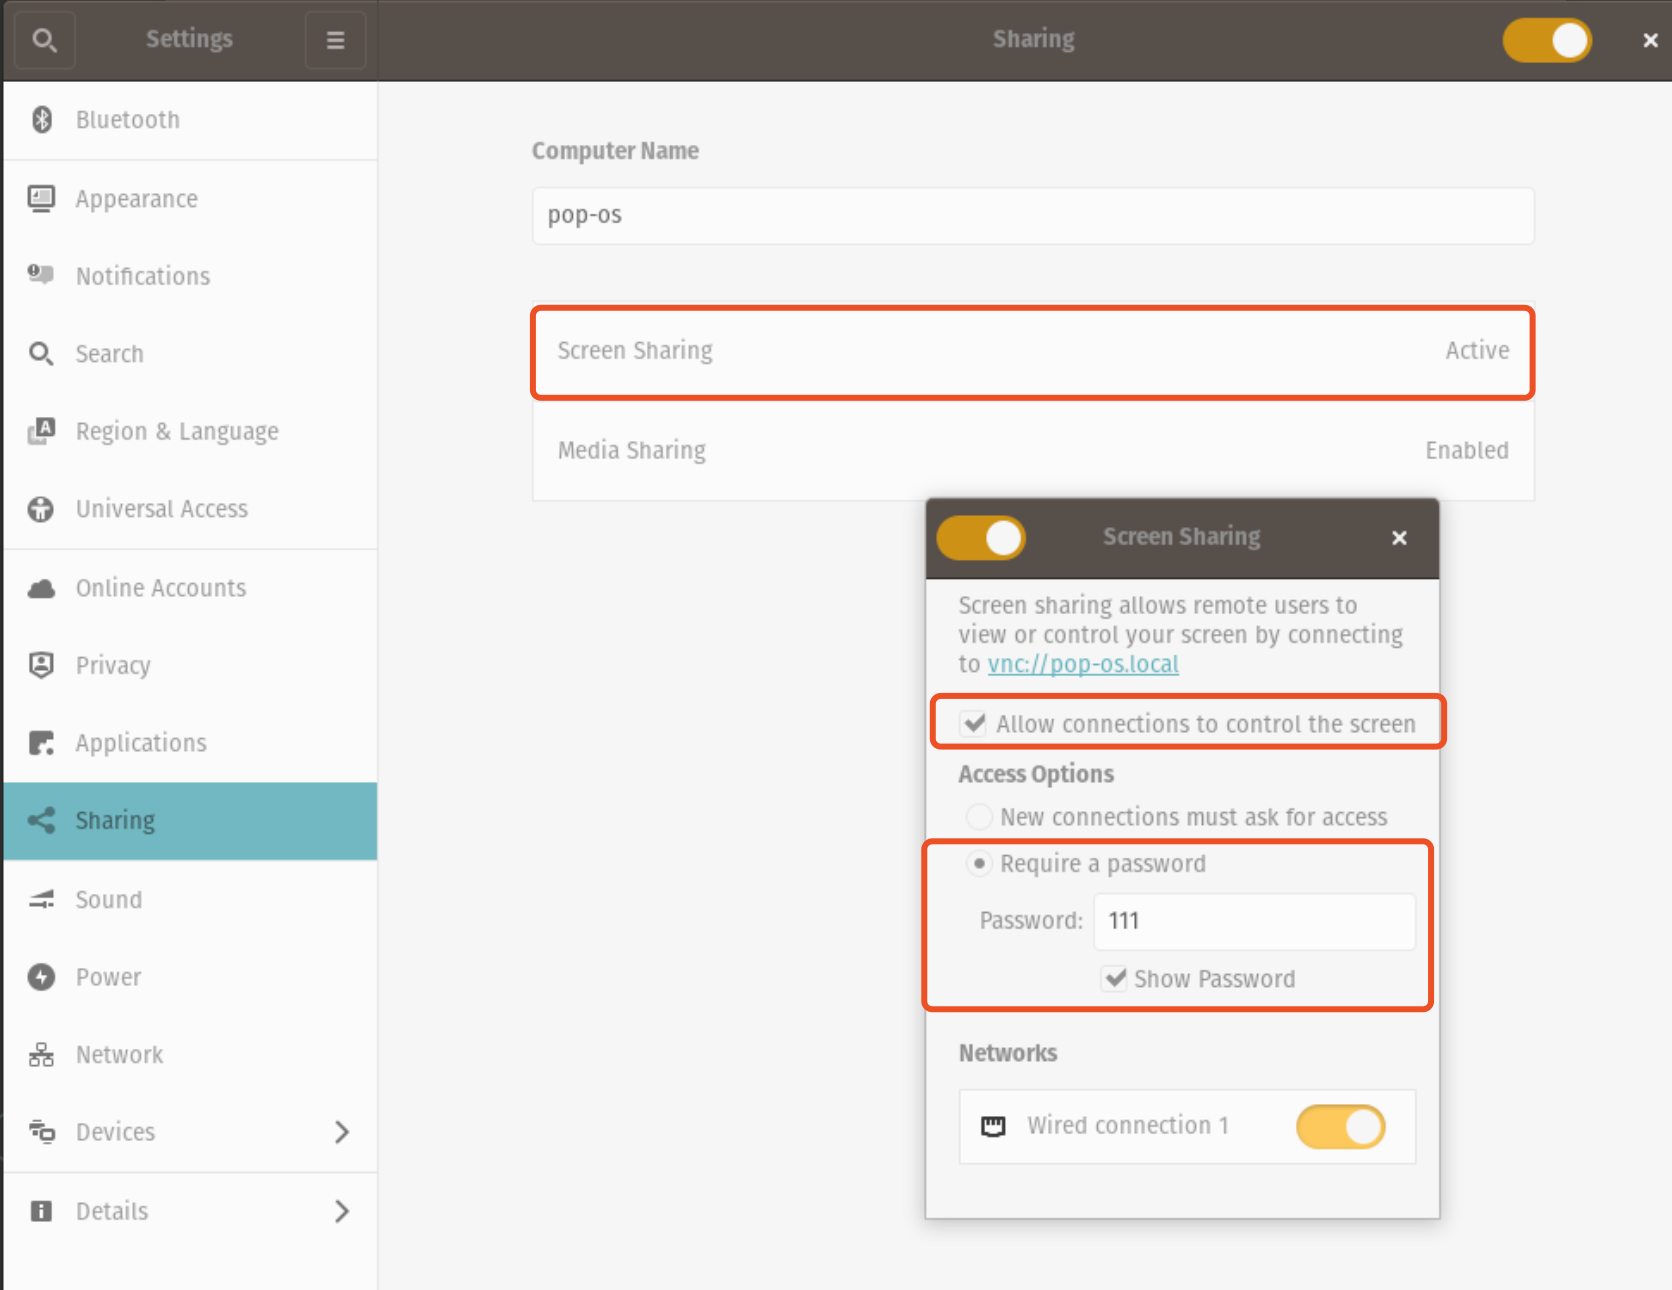 Settings
Sharing
Bluetooth
Appearance
Notifications
Search
Region & Language
Universal Access
Online Accounts
Privacy
Applications
Sharing
Sound
Power
Network
Devices
Details
Computer Name
pop-os
Screen Sharing Active
Media Sharing Enabled
Screen Sharing
Screen sharing allows remote users to
view or control your screen by connecting
to vnc://pop-os.local
Allow connections to control the screen
Access Options
New connections must ask for access
Require a password
Password: 111
Show Password
Networks
Wired connection 1